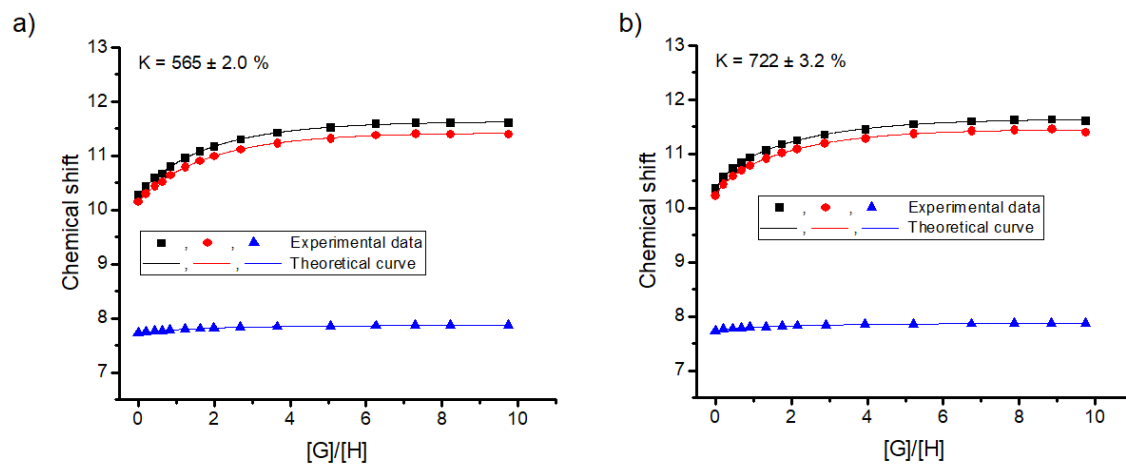 a)
K = 565 ± 2.0 %
Chemical shift
13
12
11
10
9
8
7
, , Experimental data
, , Theoretical curve
0 2 4 6 8 10
[G]/[H]
b)
K = 722 ± 3.2 %
Chemical shift
13
12
11
10
9
8
7
, , Experimental data
, , Theoretical curve
0 2 4 6 8 10
[G]/[H]